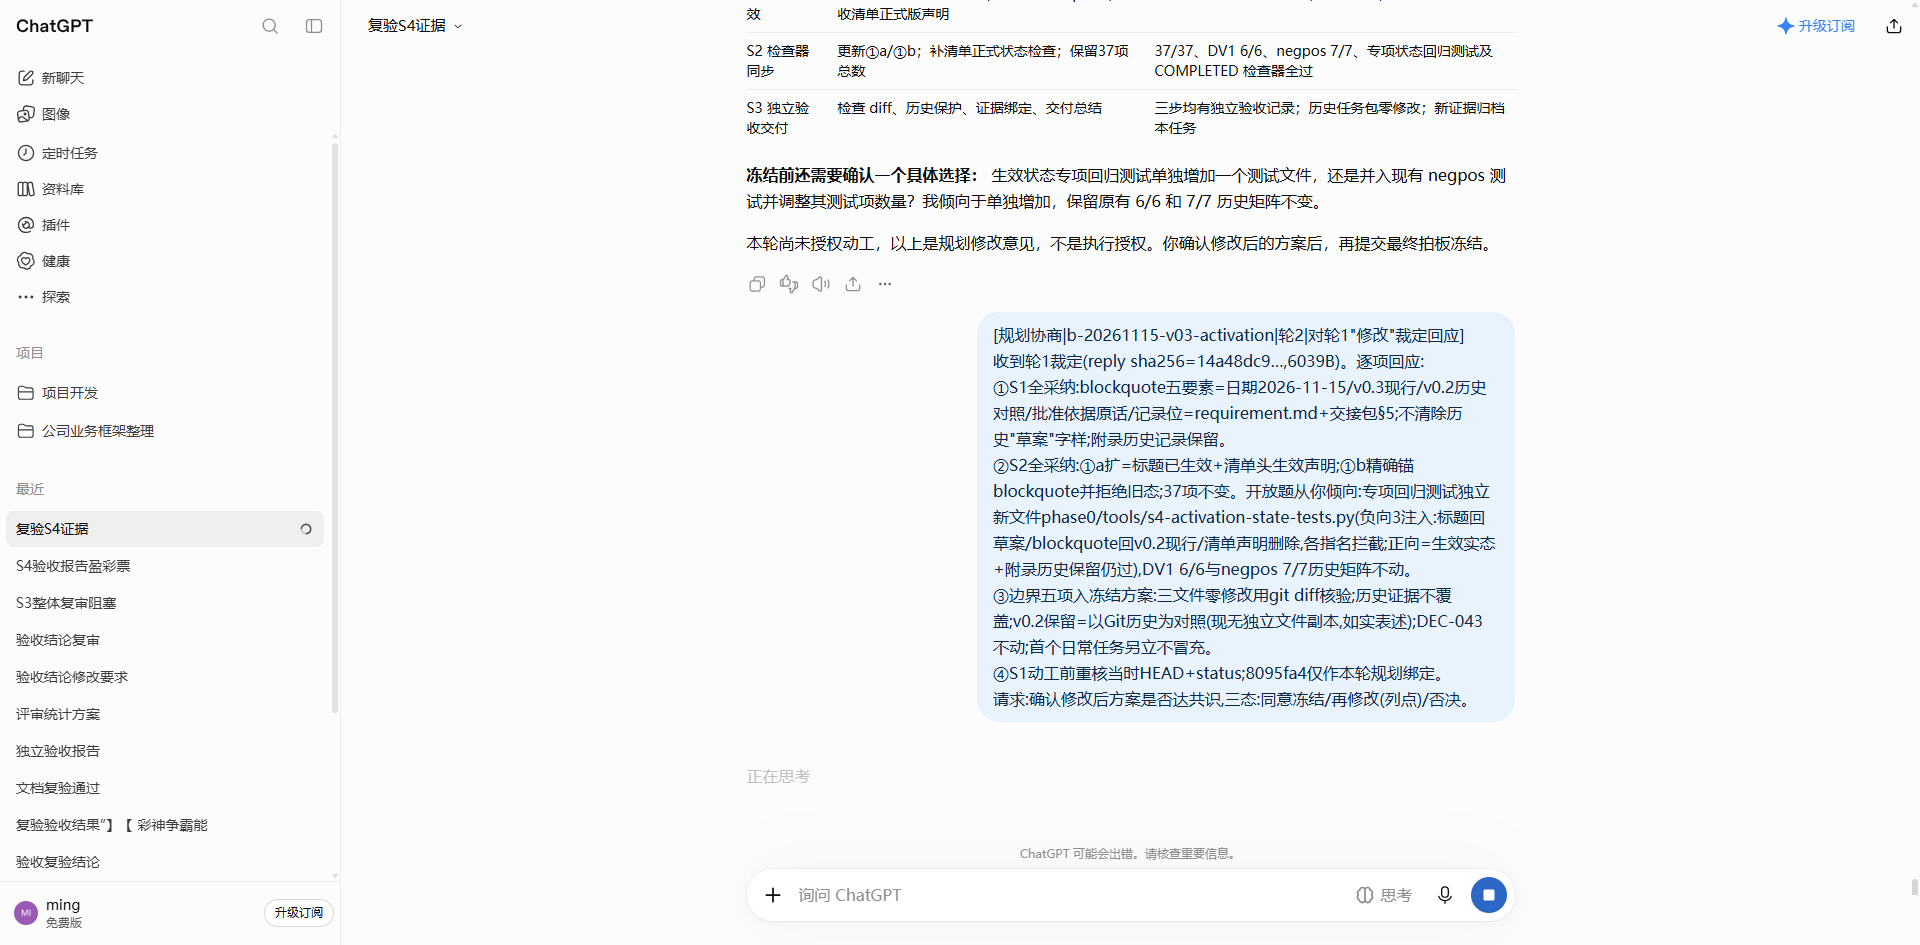 ChatGPT
新聊天
图像
定时任务
资料库
插件
健康
探索
项目
项目开发
公司业务框架整理
最近
复验S4证据
S4验收报告盈彩票
S3整体复审阻塞
验收结论复审
验收结论修改要求
评审统计方案
独立验收报告
文档复验通过
复验验收结果"】【 彩神争霸能
验收复验结论
MI
ming
免费版
升级订阅
复验S4证据
升级订阅
效
收清单正式版声明
S2 检查器
同步
更新①a/①b；补清单正式状态检查；保留37项
总数
37/37、DV1 6/6、negpos 7/7、专项状态回归测试及
COMPLETED 检查器全过
S3 独立验
收交付
检查 diff、历史保护、证据绑定、交付总结
三步均有独立验收记录；历史任务包零修改；新证据归档
本任务
冻结前还需要确认一个具体选择： 生效状态专项回归测试单独增加一个测试文件，还是并入现有 negpos 测
试并调整其测试项数量？我倾向于单独增加，保留原有 6/6 和 7/7 历史矩阵不变。
本轮尚未授权动工，以上是规划修改意见，不是执行授权。你确认修改后的方案后，再提交最终拍板冻结。
[规划协商|b-20261115-v03-activation|轮2|对轮1"修改"裁定回应]
收到轮1裁定(reply sha256=14a48dc9...,6039B)。逐项回应:
①S1全采纳:blockquote五要素=日期2026-11-15/v0.3现行/v0.2历史
对照/批准依据原话/记录位=requirement.md+交接包§5;不清除历
史"草案"字样;附录历史记录保留。
②S2全采纳:①a扩=标题已生效+清单头生效声明;①b精确锚
blockquote并拒绝旧态;37项不变。开放题从你倾向:专项回归测试独立
新文件phase0/tools/s4-activation-state-tests.py(负向3注入:标题回
草案/blockquote回v0.2现行/清单声明删除,各指名拦截;正向=生效实态
+附录历史保留仍过),DV1 6/6与negpos 7/7历史矩阵不动。
③边界五项入冻结方案:三文件零修改用git diff核验;历史证据不覆
盖;v0.2保留=以Git历史为对照(现无独立文件副本,如实表述);DEC-043
不动;首个日常任务另立不冒充。
④S1动工前重核当时HEAD+status;8095fa4仅作本轮规划绑定。
请求:确认修改后方案是否达共识,三态:同意冻结/再修改(列点)/否决。
正在思考
ChatGPT 可能会出错。请核查重要信息。
询问 ChatGPT
思考